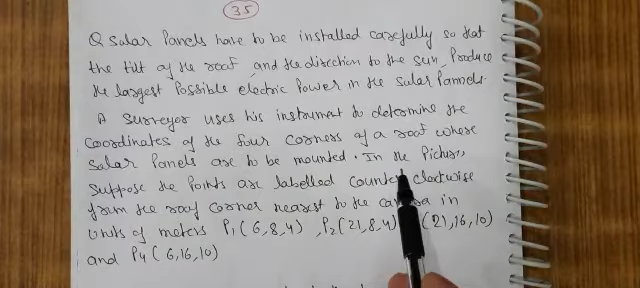 35
Q Solar Panels have to be installed carefully so that
the tilt of the roof, and the direction to the sun, Produce
the largest Possible electric Power in the Solar Pannels.
A Surveyor uses his instrument to determine the
Coordinates of the four Corners of a roof where
Solar Panels are to be mounted. In the Picture,
Suppose the Points are labelled Counter clockwise
from the roof Corner nearest to the camera in
Units of meters P1 (6,8,4), P2 (21,8,4) (21,16,10)
and P4 (6,16,10)